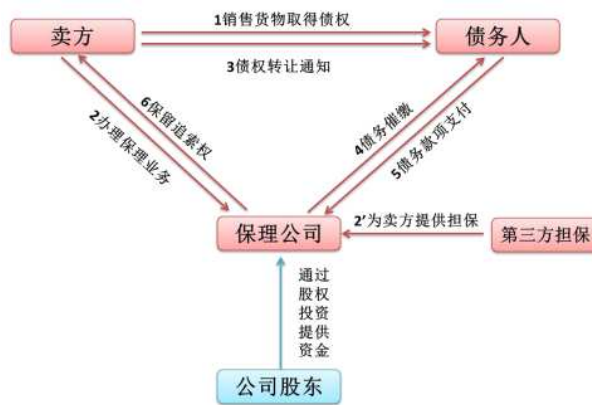 1销售货物取得债权
卖方
债务人
3债权转让通知
6保留追索权
2办理保理业务
4债务催缴
5债务款项支付
2’为卖方提供担保
保理公司
第三方担保
通过
股权
投资
提供
资金
公司股东